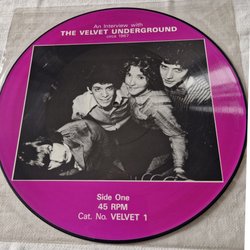 An Interview with
THE VELVET UNDERGROUND
circa 1967
Side One
45 RPM
Cat. No. VELVET 1